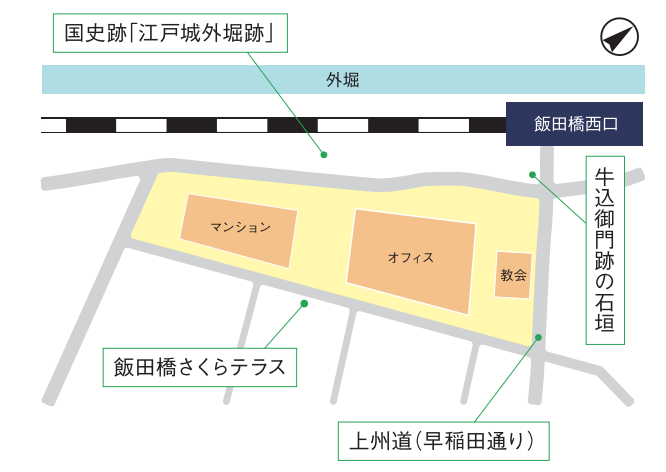 国史跡「江戸城外堀跡」
外堀
飯田橋西口
牛込御門跡の石垣
マンション
オフィス
教会
飯田橋さくらテラス
上州道（早稲田通り）